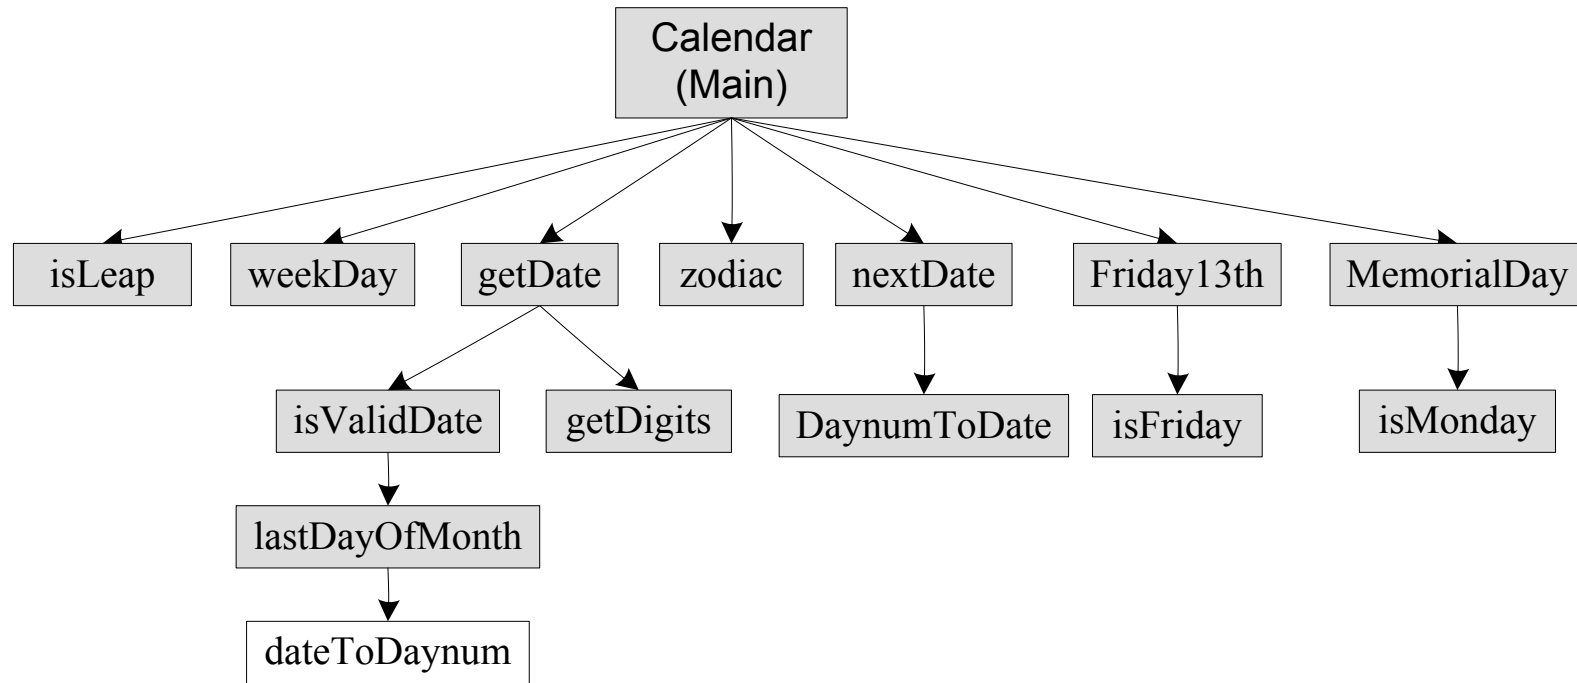 Calendar
(Main)
isLeap
weekDay
getDate
zodiac
nextDate
Friday13th
MemorialDay
isValidDate
getDigits
DaynumToDate
isFriday
isMonday
lastDayOfMonth
dateToDaynum